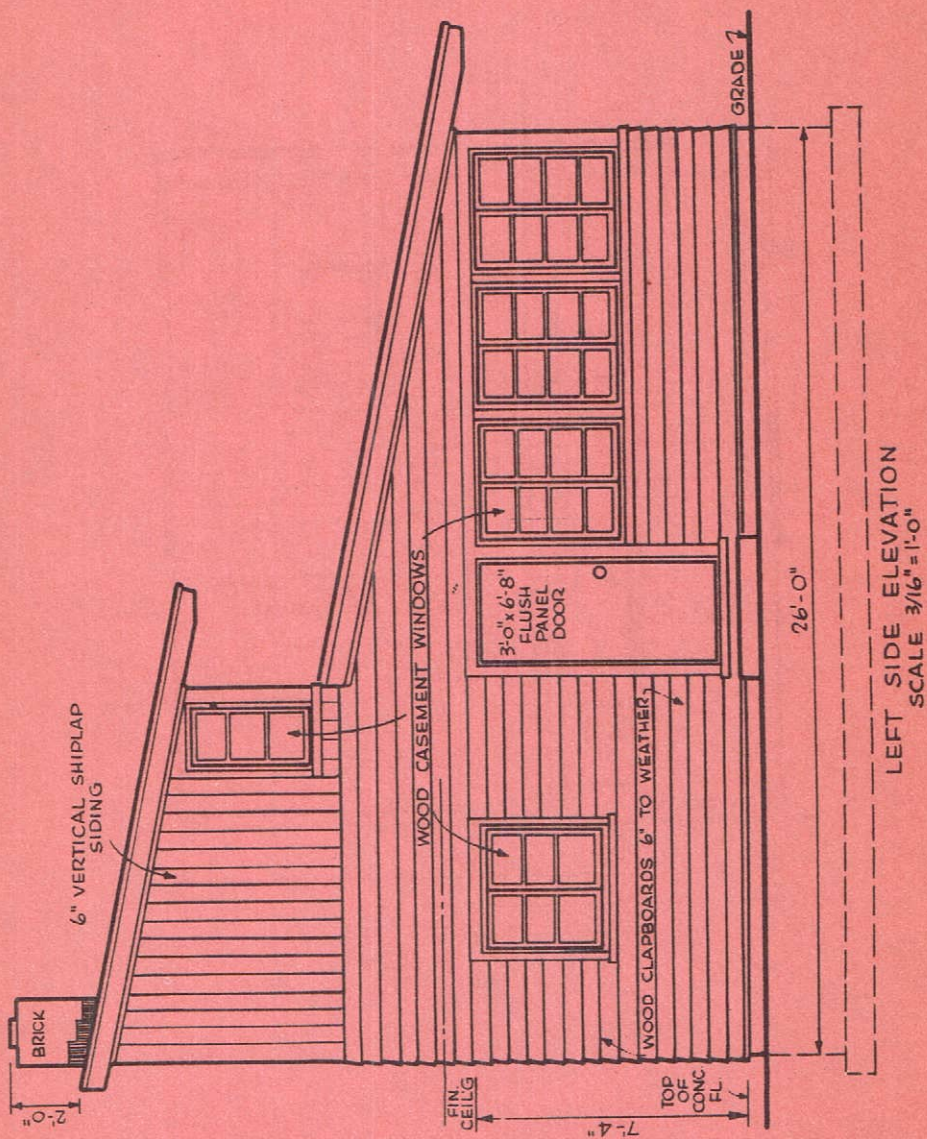 2'-0"
BRICK
6" VERTICAL SHIPLAP
SIDING
WOOD CASEMENT WINDOWS
FIN.
CEIL'G
7'-4"
TOP
OF
CONC.
FL.
WOOD CLAPBOARDS 6" TO WEATHER
3'-0" x 6'-8"
FLUSH
PANEL
DOOR
GRADE
26'-0"
LEFT SIDE ELEVATION
SCALE 3/16" = 1'-0"